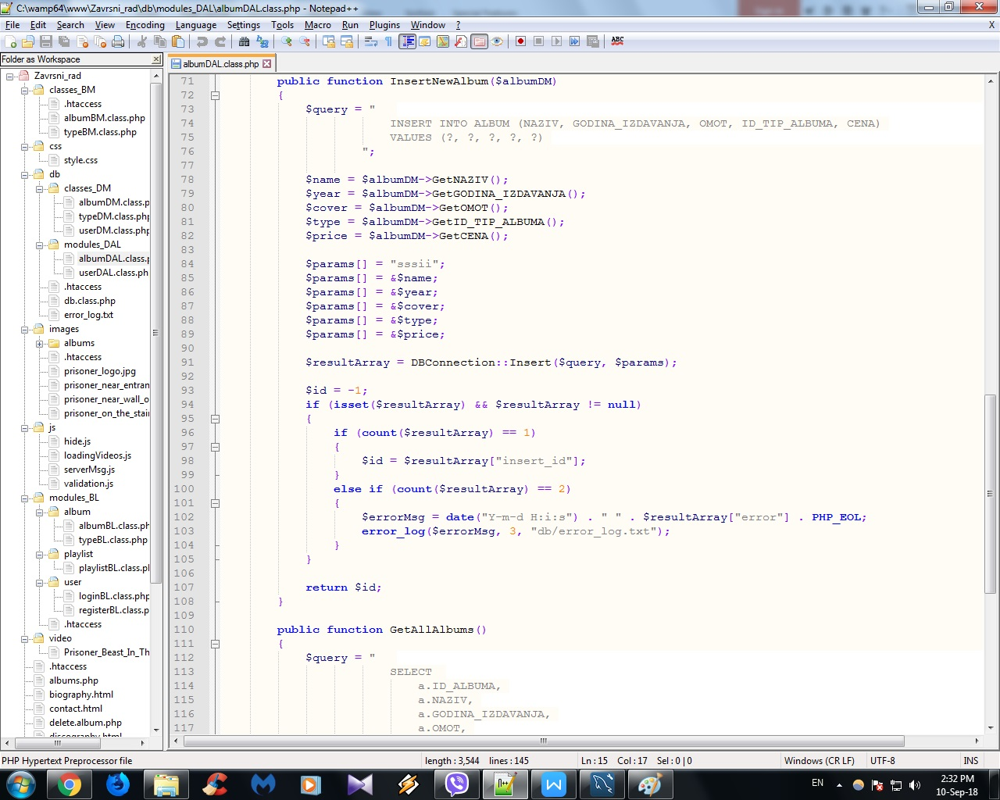 C:\wamp64\www\Zavrsni_rad\db\modules_DAL\albumDAL.class.php - Notepad++
File Edit Search View Encoding Language Settings Tools Macro Run Plugins Window ? X
Folder as Workspace
Zavrsni_rad
classes_BM
.htaccess
albumBM.class.php
typeBM.class.php
css
style.css
db
classes_DM
albumDM.class.p
typeDM.class.php
userDM.class.php
modules_DAL
albumDAL.class.p
userDAL.class.ph
.htaccess
db.class.php
error_log.txt
images
albums
.htaccess
prisoner_logo.jpg
prisoner_near_entran
prisoner_near_wall_o
prisoner_on_the_stai
js
hide.js
loadingVideos.js
serverMsg.js
validation.js
modules_BL
album
albumBL.class.php
typeBL.class.php
playlist
playlistBL.class.pl
user
loginBL.class.php
registerBL.class.p
.htaccess
video
Prisoner_Beast_In_Th
.htaccess
albums.php
biography.html
contact.html
delete.album.php
discography.html
albumDAL.class.php
71 public function InsertNewAlbum($albumDM)
72 {
73 $query = "
74 INSERT INTO ALBUM (NAZIV, GODINA_IZDAVANJA, OMOT, ID_TIP_ALBUMA, CENA)
75 VALUES (?, ?, ?, ?, ?)
76 ";
77
78 $name = $albumDM->GetNAZIV();
79 $year = $albumDM->GetGODINA_IZDAVANJA();
80 $cover = $albumDM->GetOMOT();
81 $type = $albumDM->GetID_TIP_ALBUMA();
82 $price = $albumDM->GetCENA();
83
84 $params[] = "sssii";
85 $params[] = &$name;
86 $params[] = &$year;
87 $params[] = &$cover;
88 $params[] = &$type;
89 $params[] = &$price;
90
91 $resultArray = DBConnection::Insert($query, $params);
92
93 $id = -1;
94 if (isset($resultArray) && $resultArray != null)
95 {
96 if (count($resultArray) == 1)
97 {
98 $id = $resultArray["insert_id"];
99 }
100 else if (count($resultArray) == 2)
101 {
102 $errorMsg = date("Y-m-d H:i:s") . " " . $resultArray["error"] . PHP_EOL;
103 error_log($errorMsg, 3, "db/error_log.txt");
104 }
105 }
106
107 return $id;
108 }
109
110 public function GetAllAlbums()
111 {
112 $query = "
113 SELECT
114 a.ID_ALBUMA,
115 a.NAZIV,
116 a.GODINA_IZDAVANJA,
117 a.OMOT,
PHP Hypertext Preprocessor file length : 3,544 lines : 145 Ln : 15 Col : 17 Sel : 0 | 0 Windows (CR LF) UTF-8 INS
EN 2:32 PM
10-Sep-18